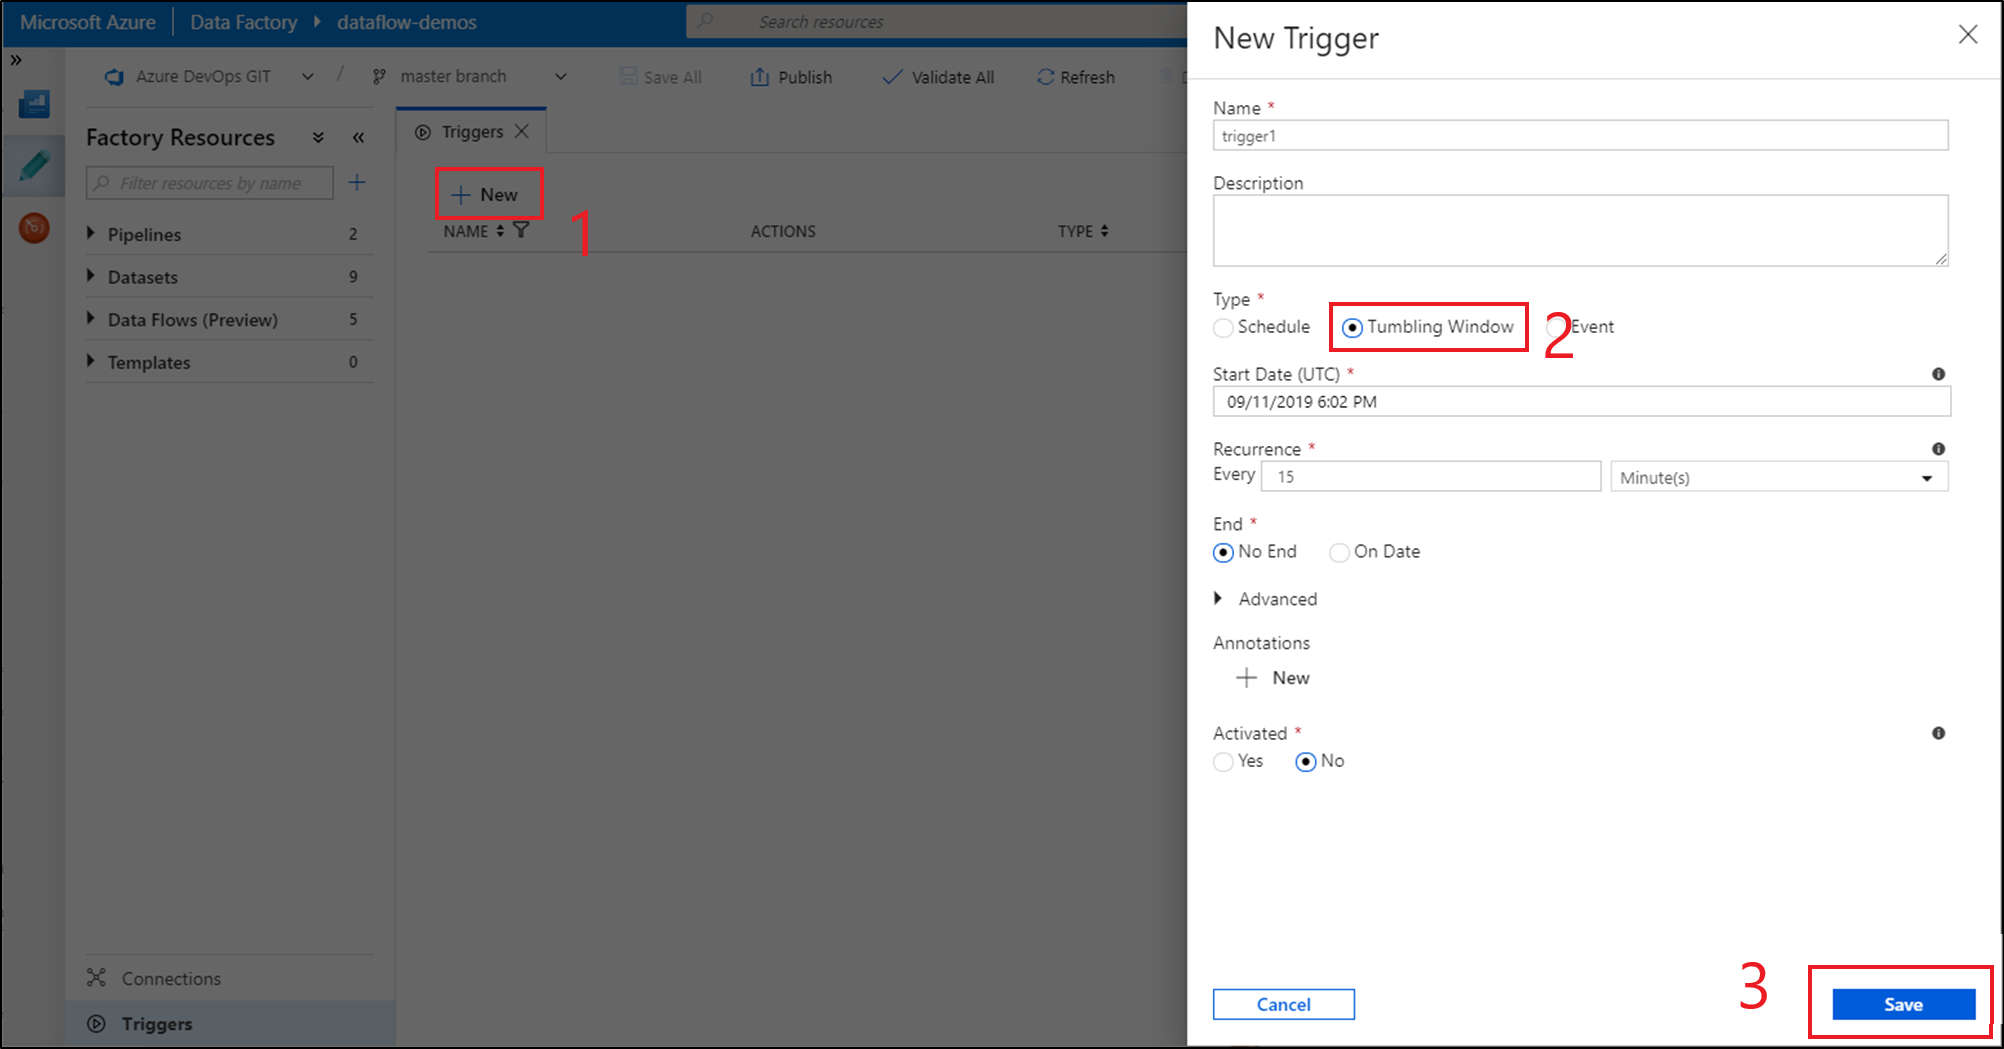 Microsoft Azure Data Factory dataflow-demos Search resources
»
Azure DevOps GIT / master branch Save All Publish Validate All Refresh
Factory Resources
Filter resources by name
Pipelines 2
Datasets 9
Data Flows (Preview) 5
Templates 0
Connections
Triggers
Triggers
New
1
NAME ACTIONS TYPE
New Trigger
Name *
trigger1
Description
Type *
Schedule Tumbling Window 2 Event
Start Date (UTC) *
09/11/2019 6:02 PM
Recurrence *
Every 15 Minute(s)
End *
No End On Date
Advanced
Annotations
New
Activated *
Yes No
3
Cancel Save